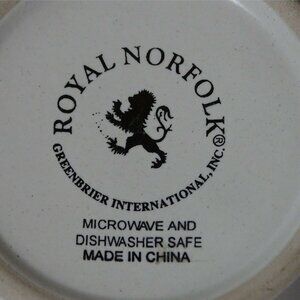 ROYAL NORFOLK®
GREENBRIER INTERNATIONAL, INC.
MICROWAVE AND
DISHWASHER SAFE
MADE IN CHINA